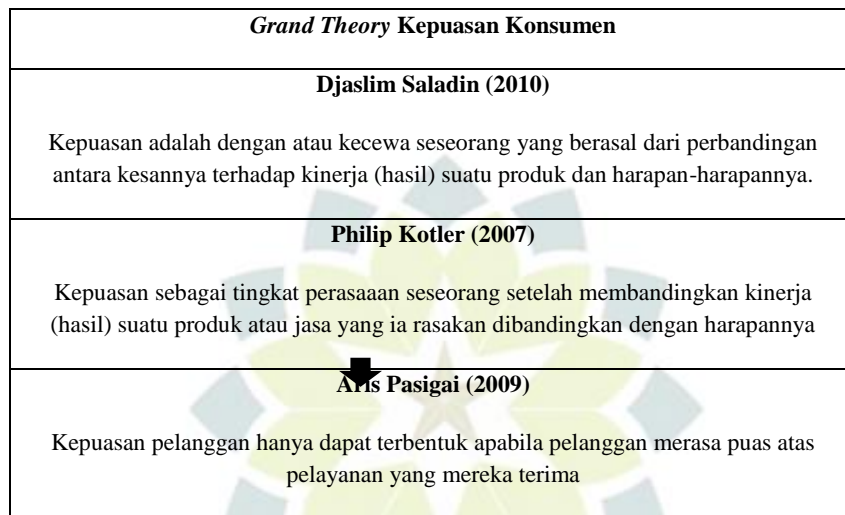 Grand Theory Kepuasan Konsumen
Djaslim Saladin (2010)
Kepuasan adalah dengan atau kecewa seseorang yang berasal dari perbandingan
antara kesannya terhadap kinerja (hasil) suatu produk dan harapan-harapannya.
Philip Kotler (2007)
Kepuasan sebagai tingkat perasaaan seseorang setelah membandingkan kinerja
(hasil) suatu produk atau jasa yang ia rasakan dibandingkan dengan harapannya
Aris Pasigai (2009)
Kepuasan pelanggan hanya dapat terbentuk apabila pelanggan merasa puas atas
pelayanan yang mereka terima